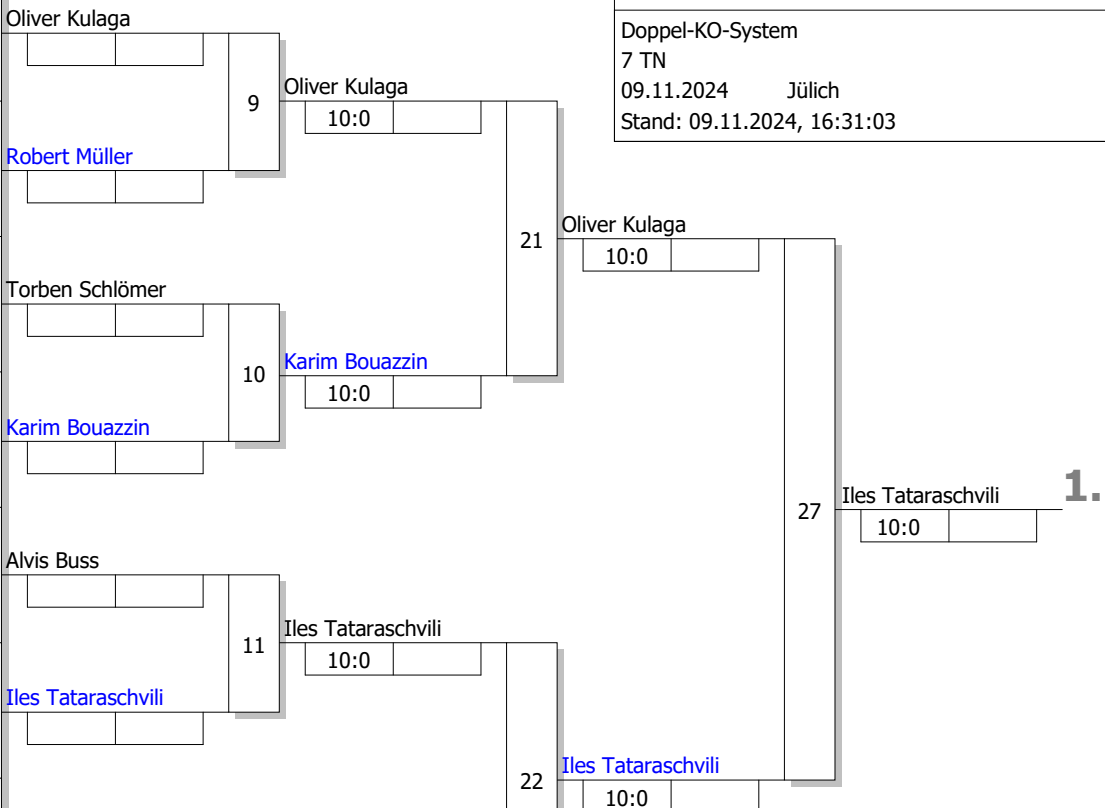 Oliver Kulaga
Doppel-KO-System
7 TN
09.11.2024 Jülich
Stand: 09.11.2024, 16:31:03
9
Oliver Kulaga
10:0
Robert Müller
21
Oliver Kulaga
10:0
Torben Schlömer
10
Karim Bouazzin
10:0
Karim Bouazzin
27
Iles Tataraschvili
1.
10:0
Alvis Buss
11
Iles Tataraschvili
10:0
Iles Tataraschvili
22
Iles Tataraschvili
10:0